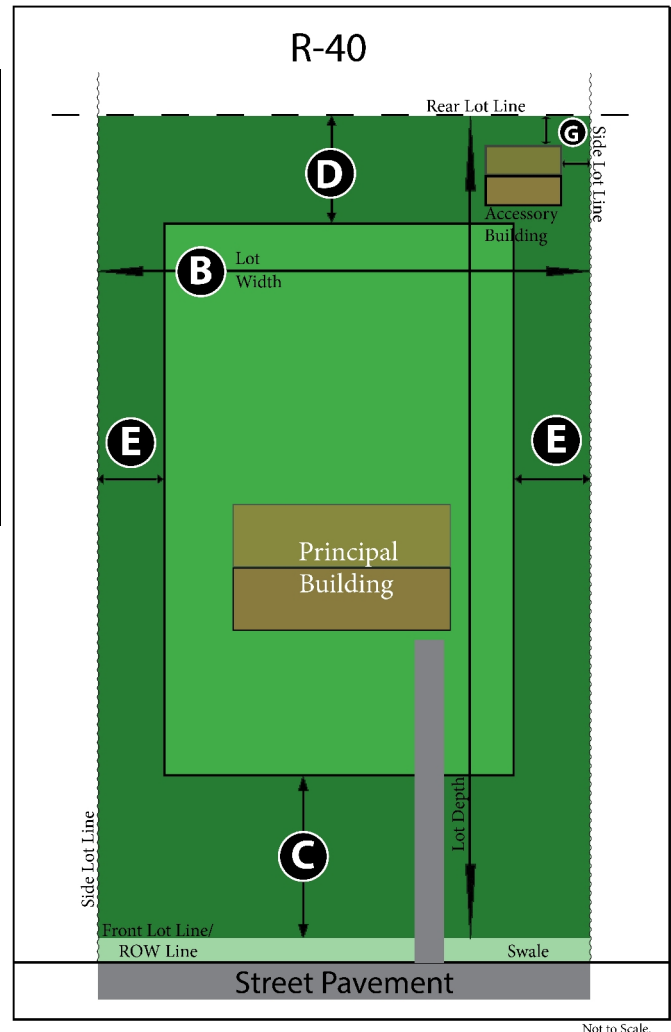 R-40
Rear Lot Line
G
Side Lot Line
D
Accessory
Building
B
Lot
Width
E
E
Principal
Building
Lot Depth
C
Side Lot Line
Front Lot Line/
ROW Line
Swale
Street Pavement
Not to Scale.